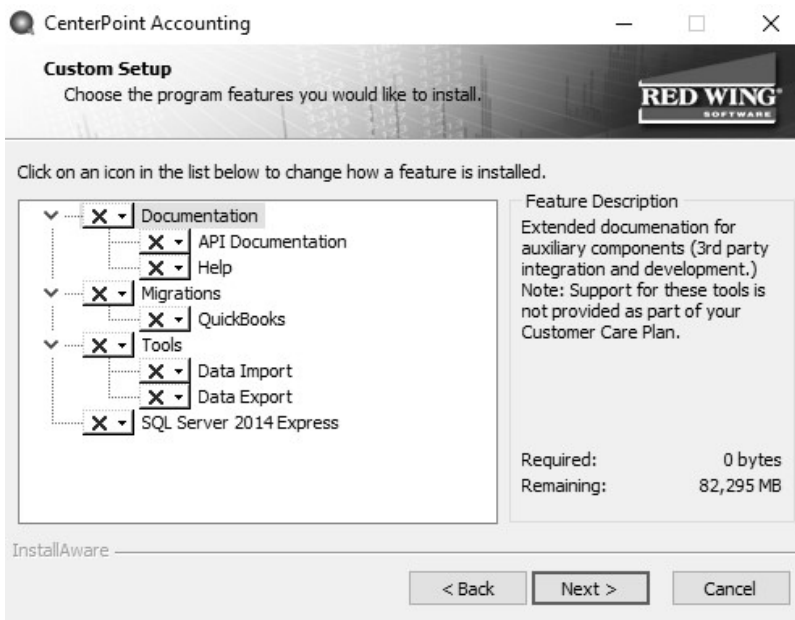 CenterPoint Accounting
Custom Setup
Choose the program features you would like to install.
RED WING®
SOFTWARE
Click on an icon in the list below to change how a feature is installed.
Documentation
API Documentation
Help
Migrations
QuickBooks
Tools
Data Import
Data Export
SQL Server 2014 Express
Feature Description
Extended documenation for
auxiliary components (3rd party
integration and development.)
Note: Support for these tools is
not provided as part of your
Customer Care Plan.
Required: 0 bytes
Remaining: 82,295 MB
InstallAware
< Back Next > Cancel